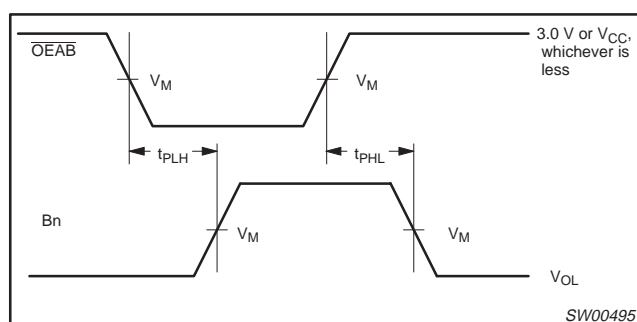 OEAB
3.0 V or VCC,
whichever is
less
VM
VM
tPLH
tPHL
Bn
VM
VM
VOL
SW00495